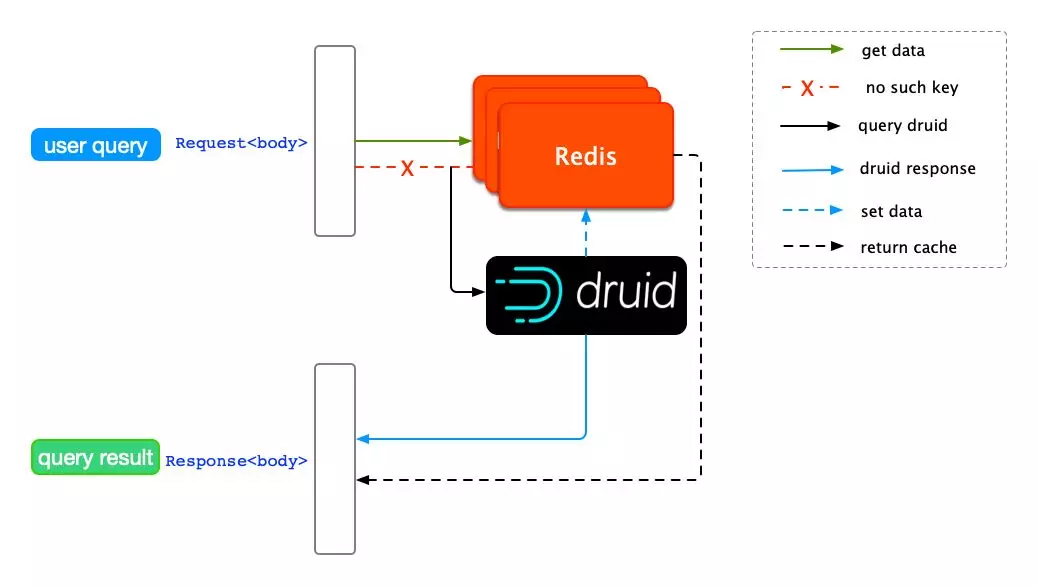 user query
Request<body>
X
Redis
druid
query result
Response<body>
get data
X
no such key
query druid
druid response
set data
return cache